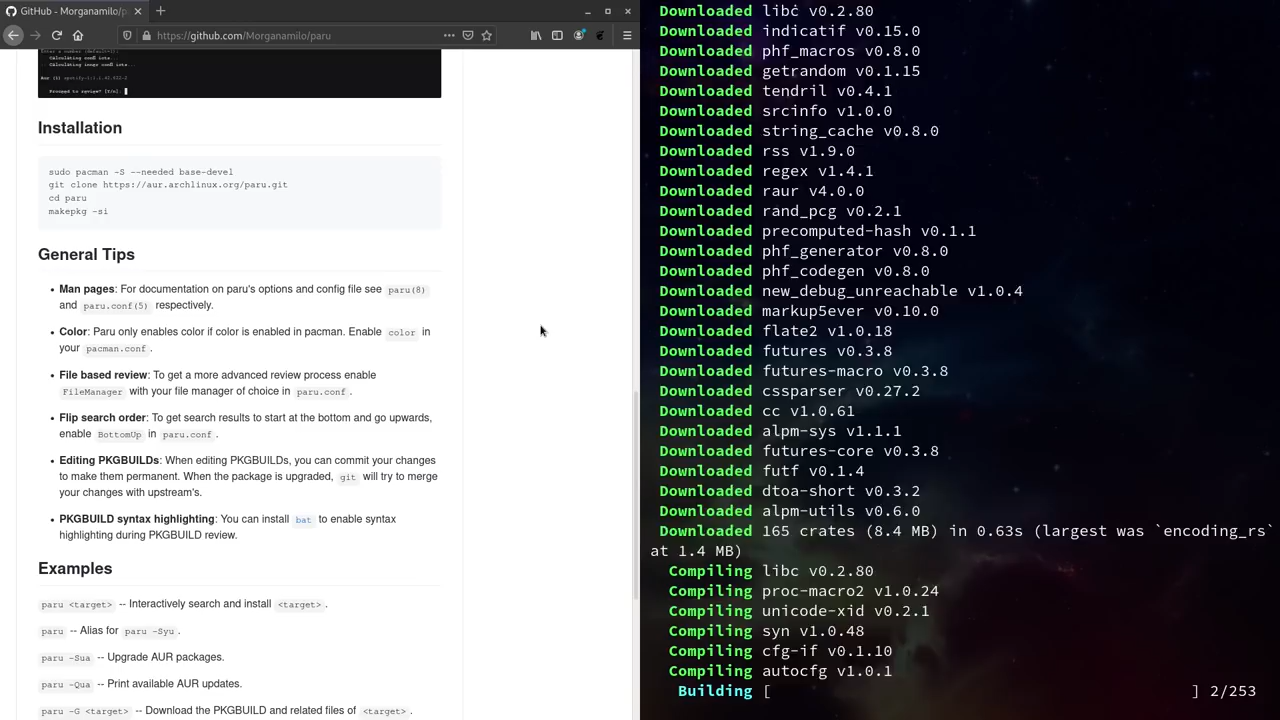 GitHub - Morganamilo/pa
https://github.com/Morganamilo/paru
Enter a number (default=1):
:: Calculating conflicts...
:: Calculating inner conflicts...
:: Proceed to review? [Y/n]:
Installation
sudo pacman -S --needed base-devel
git clone https://aur.archlinux.org/paru.git
cd paru
makepkg -si
General Tips
• Man pages: For documentation on paru's options and config file see paru(8)
and paru.conf(5) respectively.
• Color: Paru only enables color if color is enabled in pacman. Enable color in
your pacman.conf.
• File based review: To get a more advanced review process enable
FileManager with your file manager of choice in paru.conf.
• Flip search order: To get search results to start at the bottom and go upwards,
enable BottomUp in paru.conf.
• Editing PKGBUILDs: When editing PKGBUILDs, you can commit your changes
to make them permanent. When the package is upgraded, git will try to merge
your changes with upstream's.
• PKGBUILD syntax highlighting: You can install bat to enable syntax
highlighting during PKGBUILD review.
Examples
paru <target> -- Interactively search and install <target>.
paru -- Alias for paru -Syu.
paru -Sua -- Upgrade AUR packages.
paru -Qua -- Print available AUR updates.
paru -G <target> -- Download the PKGBUILD and related files of <target>.
Downloaded libc v0.2.80
Downloaded indicatif v0.15.0
Downloaded phf_macros v0.8.0
Downloaded getrandom v0.1.15
Downloaded tendril v0.4.1
Downloaded srcinfo v1.0.0
Downloaded string_cache v0.8.0
Downloaded rss v1.9.0
Downloaded regex v1.4.1
Downloaded raur v4.0.0
Downloaded rand_pcg v0.2.1
Downloaded precomputed-hash v0.1.1
Downloaded phf_generator v0.8.0
Downloaded phf_codegen v0.8.0
Downloaded new_debug_unreachable v1.0.4
Downloaded markup5ever v0.10.0
Downloaded flate2 v1.0.18
Downloaded futures v0.3.8
Downloaded futures-macro v0.3.8
Downloaded cssparser v0.27.2
Downloaded cc v1.0.61
Downloaded alpm-sys v1.1.1
Downloaded futures-core v0.3.8
Downloaded futf v0.1.4
Downloaded dtoa-short v0.3.2
Downloaded alpm-utils v0.6.0
Downloaded 165 crates (8.4 MB) in 0.63s (largest was `encoding_rs`
at 1.4 MB)
Compiling libc v0.2.80
Compiling proc-macro2 v1.0.24
Compiling unicode-xid v0.2.1
Compiling syn v1.0.48
Compiling cfg-if v0.1.10
Compiling autocfg v1.0.1
Building [ ] 2/253